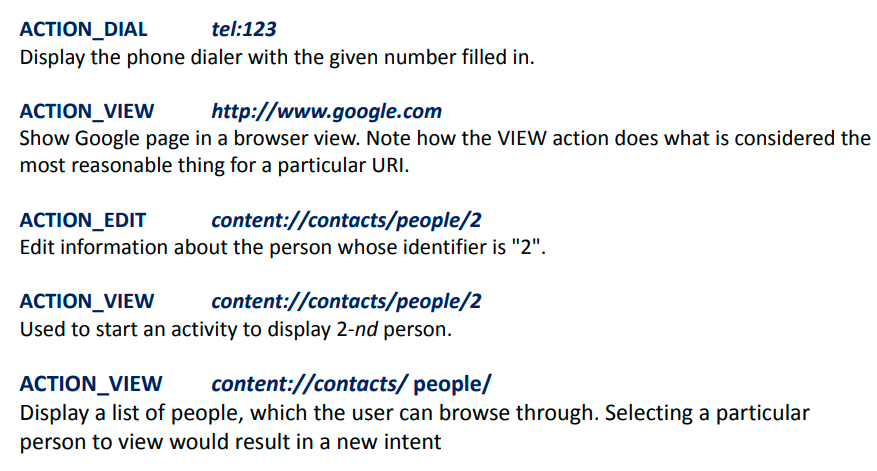 ACTION_DIAL tel:123
Display the phone dialer with the given number filled in.
ACTION_VIEW http://www.google.com
Show Google page in a browser view. Note how the VIEW action does what is considered the
most reasonable thing for a particular URI.
ACTION_EDIT content://contacts/people/2
Edit information about the person whose identifier is "2".
ACTION_VIEW content://contacts/people/2
Used to start an activity to display 2-nd person.
ACTION_VIEW content://contacts/ people/
Display a list of people, which the user can browse through. Selecting a particular
person to view would result in a new intent